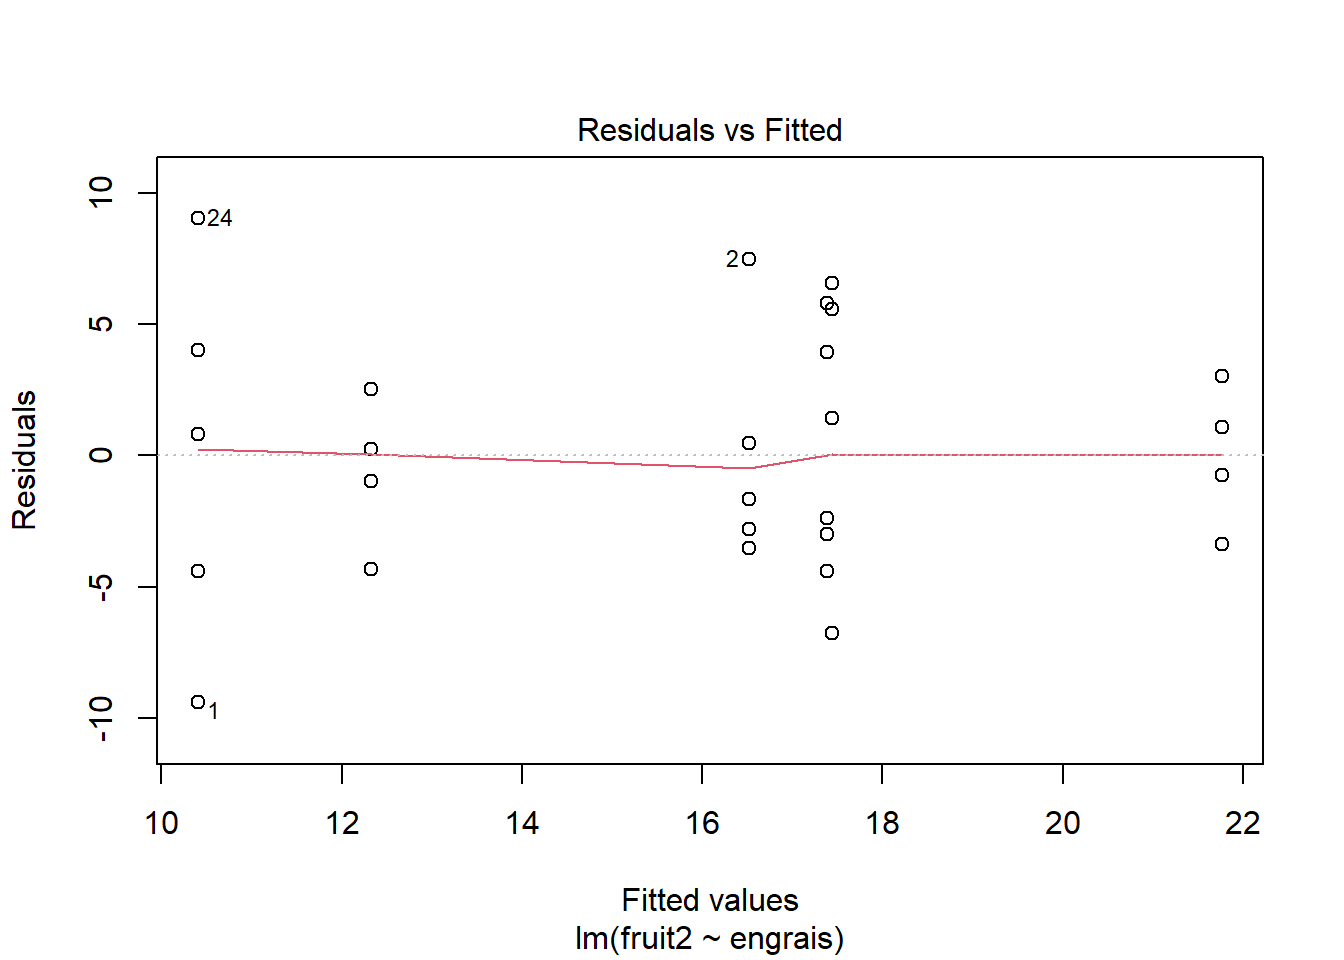 Residuals vs Fitted
Residuals
10
5
0
-5
-10
24
2
1
10 12 14 16 18 20 22
Fitted values
lm(fruit2 ~ engrais)